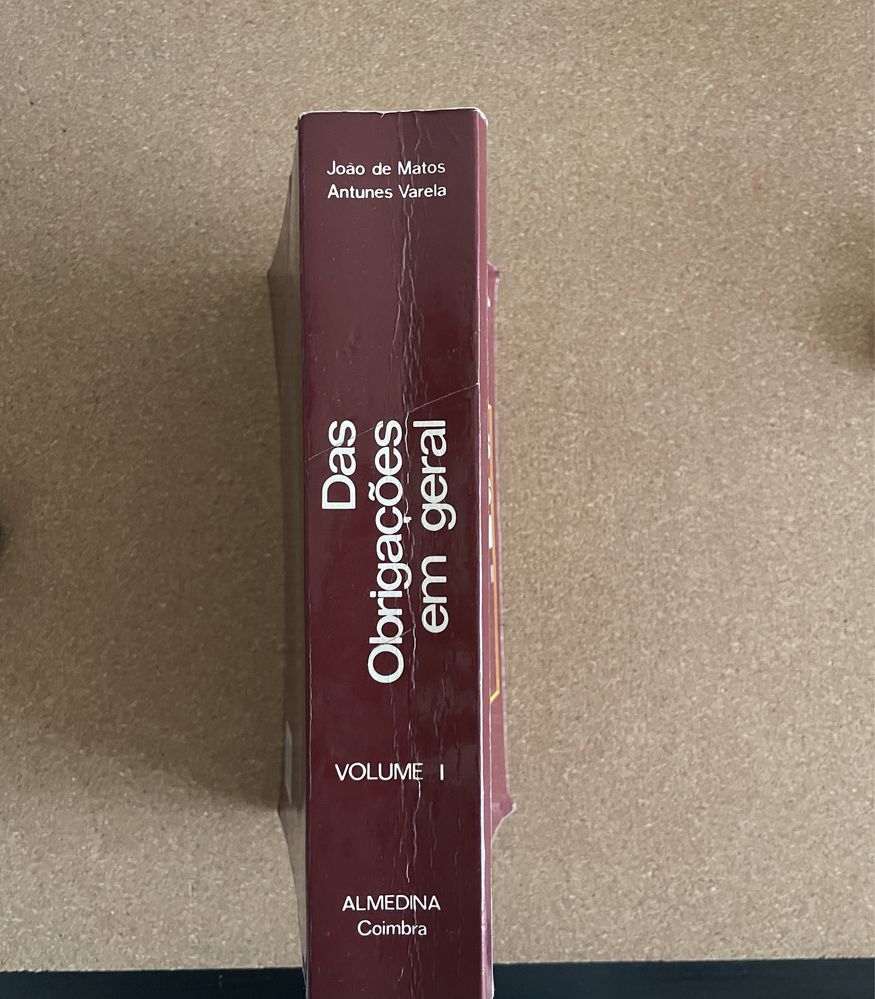 João de Matos
Antunes Varela
Das
Obrigações
em geral
VOLUME I
ALMEDINA
Coimbra